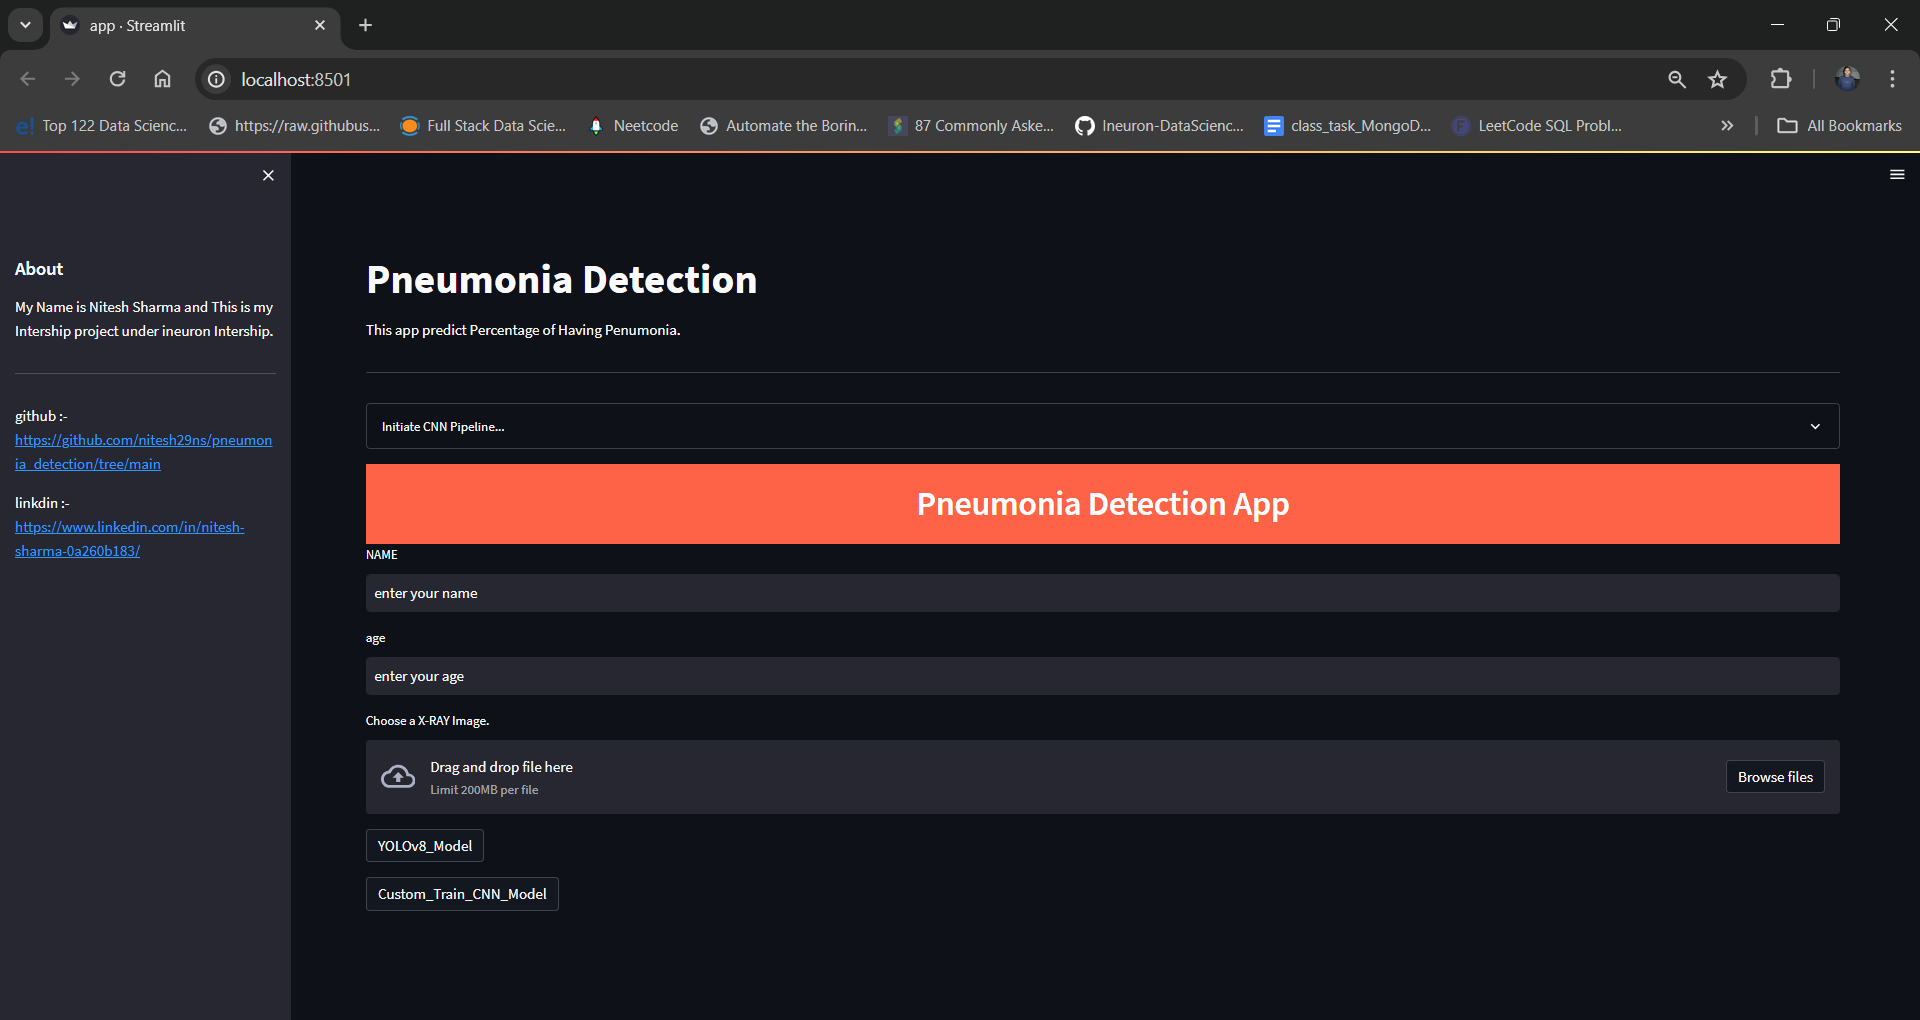 app · Streamlit
localhost:8501
Top 122 Data Scienc...
https://raw.githubus...
Full Stack Data Scie...
Neetcode
Automate the Borin...
87 Commonly Aske...
Ineuron-DataScienc...
class_task_MongoD...
LeetCode SQL Probl...
All Bookmarks
About
My Name is Nitesh Sharma and This is my
Intership project under ineuron Intership.
github :-
https://github.com/nitesh29ns/pneumon
ia_detection/tree/main
linkdin :-
https://www.linkedin.com/in/nitesh-
sharma-0a260b183/
Pneumonia Detection
This app predict Percentage of Having Penumonia.
Initiate CNN Pipeline...
Pneumonia Detection App
NAME
enter your name
age
enter your age
Choose a X-RAY Image.
Drag and drop file here
Limit 200MB per file
Browse files
YOLOv8_Model
Custom_Train_CNN_Model